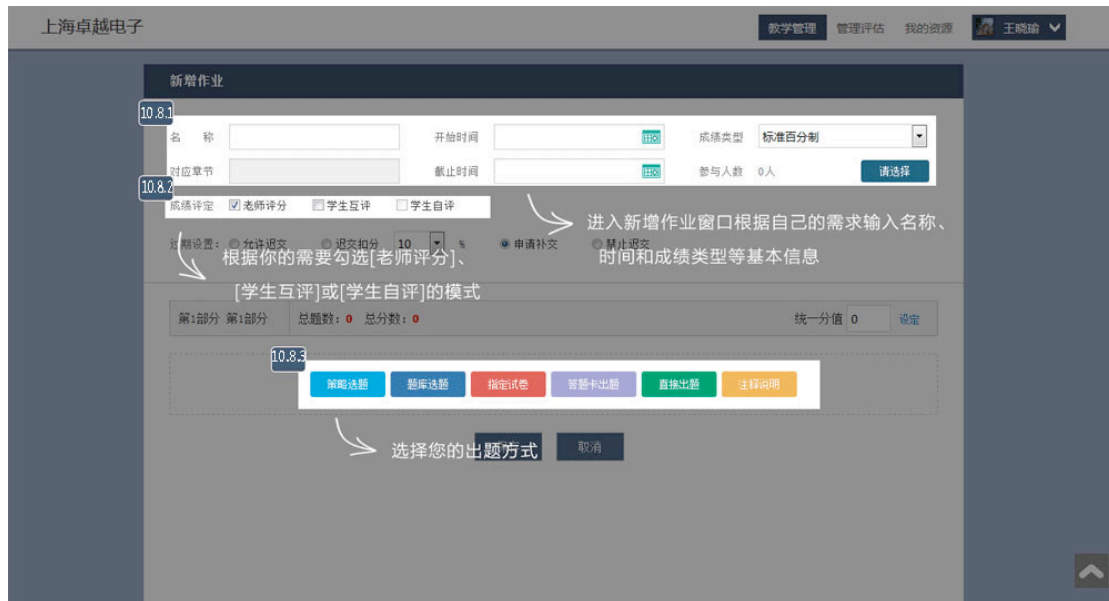 上海卓越电子
教学管理 管理评估 我的资源 王晓瑜
新增作业
10.8.1
名 称 开始时间 成绩类型 标准百分制
对应章节 截止时间 参与人数 0人 请选择
10.8.2
成绩评定 老师评分 学生互评 学生自评
进入新增作业窗口根据自己的需求输入名称、
时间和成绩类型等基本信息
过期设置: 允许迟交 迟交扣分 10 % 申请补交 禁止迟交
根据你的需要勾选[老师评分]、
[学生互评]或[学生自评]的模式
第1部分 第1部分 总题数: 0 总分数: 0 统一分值 0 设定
10.8.3
策略选题 题库选题 指定试卷 答题卡出题 直接出题 注释说明
选择您的出题方式
取消